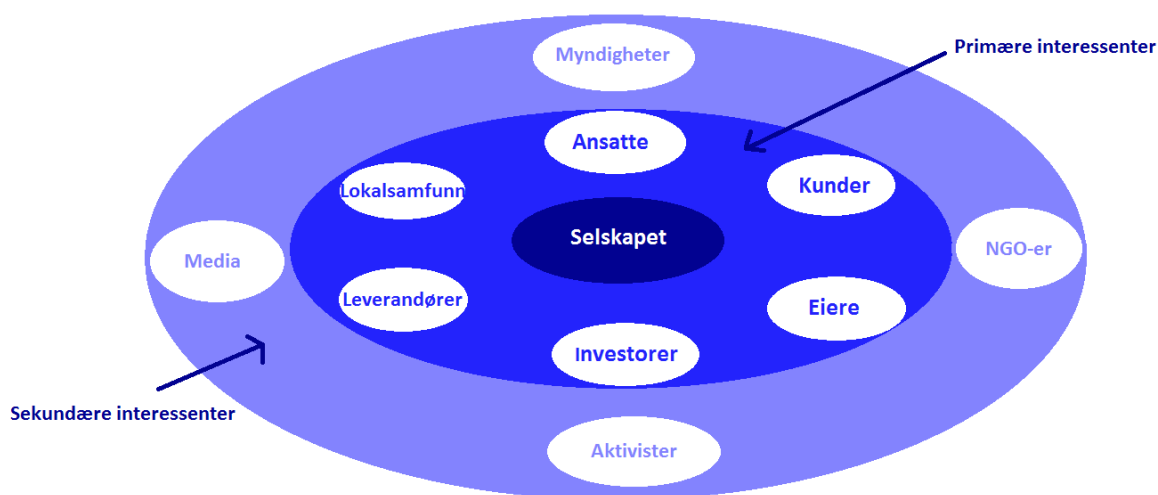 Primære interessenter
Myndigheter
Ansatte
Kunder
Lokalsamfunn
Selskapet
NGO-er
Media
Leverandører
Eiere
Investorer
Sekundære interessenter
Aktivister